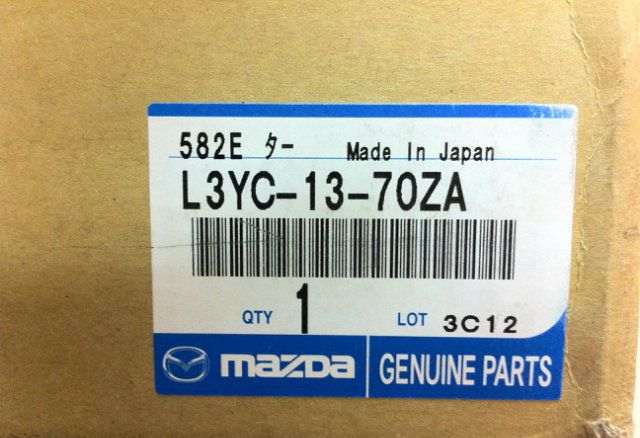 582E ター Made In Japan
L3YC-13-70ZA
QTY 1 LOT 3C12
mazda GENUINE PARTS